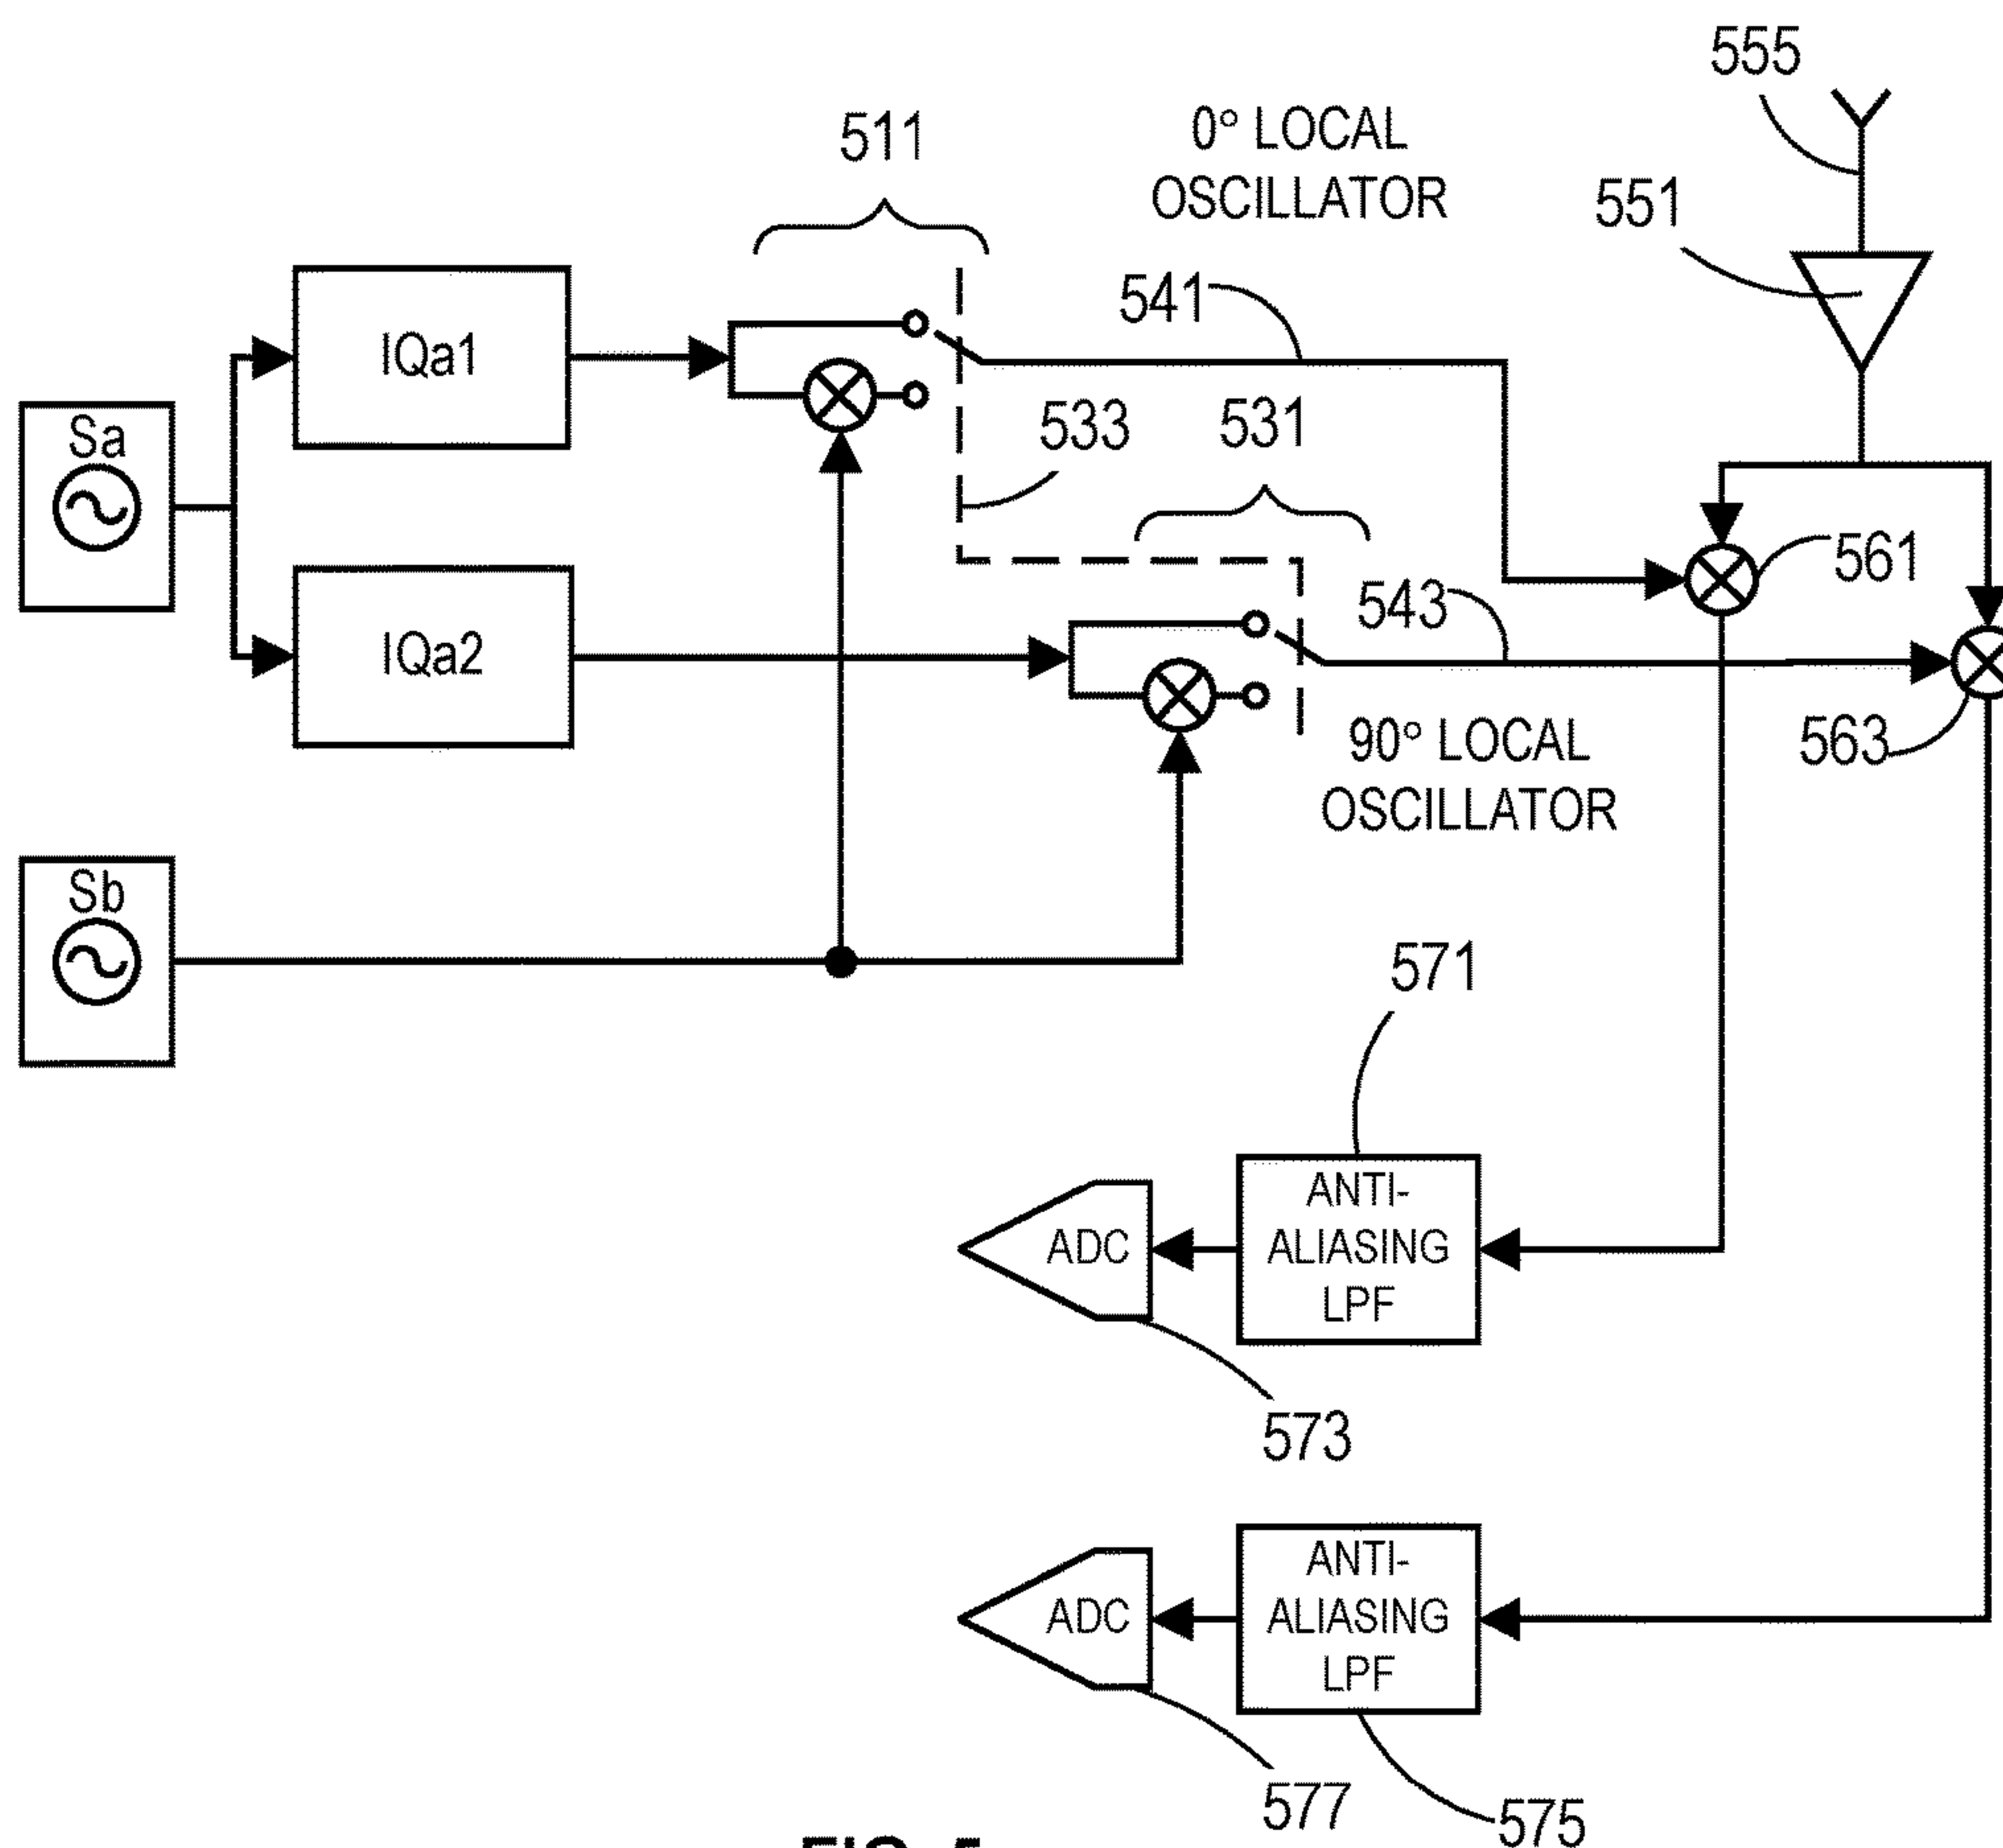 555
511
0° LOCAL
OSCILLATOR
551
541
IQa1
Sa
533
531
561
543
IQa2
90° LOCAL
OSCILLATOR
563
Sb
571
ANTI-
ALIASING
LPF
ADC
573
ANTI-
ALIASING
LPF
ADC
577
575